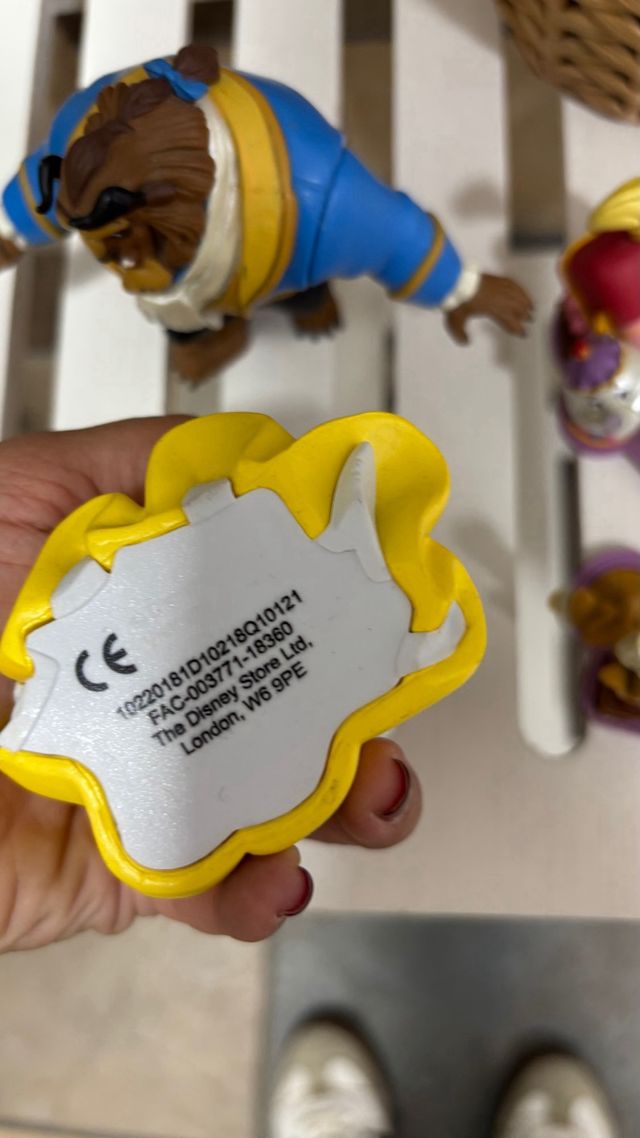 CE
10220181D10218Q10121
FAC-003771-18360
The Disney Store Ltd,
London, W6 9PE